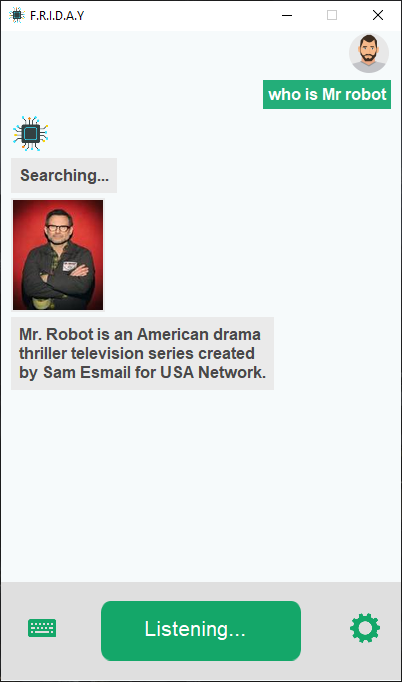 F.R.I.D.A.Y
who is Mr robot
Searching...
Mr. Robot is an American drama
thriller television series created
by Sam Esmail for USA Network.
Listening...